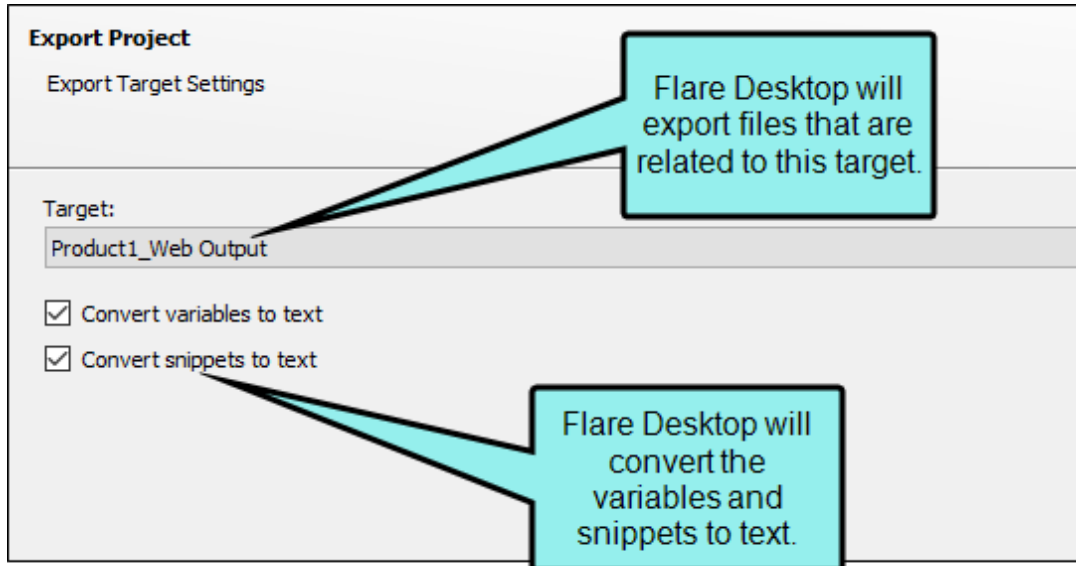 Export Project
Export Target Settings
Flare Desktop will
export files that are
related to this target.
Target:
Product1_Web Output
Convert variables to text
Convert snippets to text
Flare Desktop will
convert the
variables and
snippets to text.